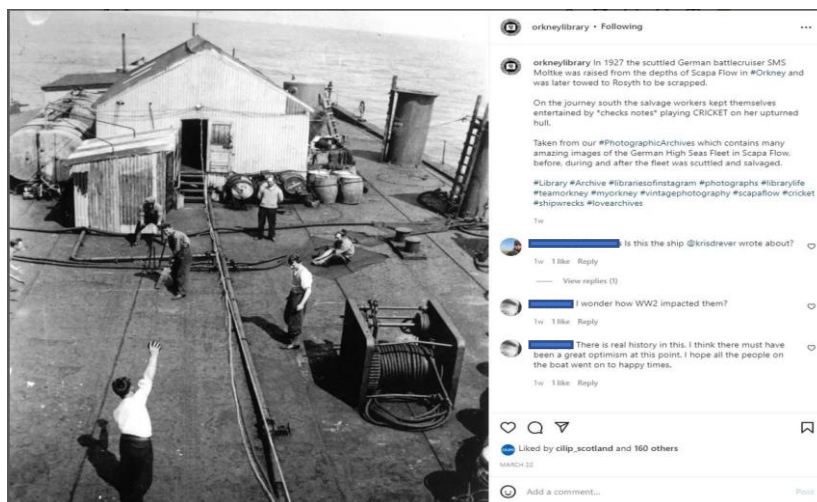 orkneylibrary • Following
orkneylibrary In 1927 the scuttled German battlecruiser SMS
Moltke was raised from the depths of Scapa Flow in #Orkney and
was later towed to Rosyth to be scrapped.
On the journey south the salvage workers kept themselves
entertained by *checks notes* playing CRICKET on her upturned
hull.
Taken from our #PhotographicArchives which contains many
amazing images of the German High Seas Fleet in Scapa Flow,
before, during and after the fleet was scuttled and salvaged.
#Library #Archive #librariesofinstagram #photographs #librarylife
#teamorkney #myorkney #vintagephotography #scapaflow #cricket
#shipwrecks #lovearchives
1w
Is this the ship @krisdrever wrote about?
1w 1 like Reply
View replies (1)
I wonder how WW2 impacted them?
1w 1 like Reply
There is real history in this. I think there must have
been a great optimism at this point. I hope all the people on
the boat went on to happy times.
1w 1 like Reply
Liked by cilip_scotland and 160 others
MARCH 22
Add a comment...
Post